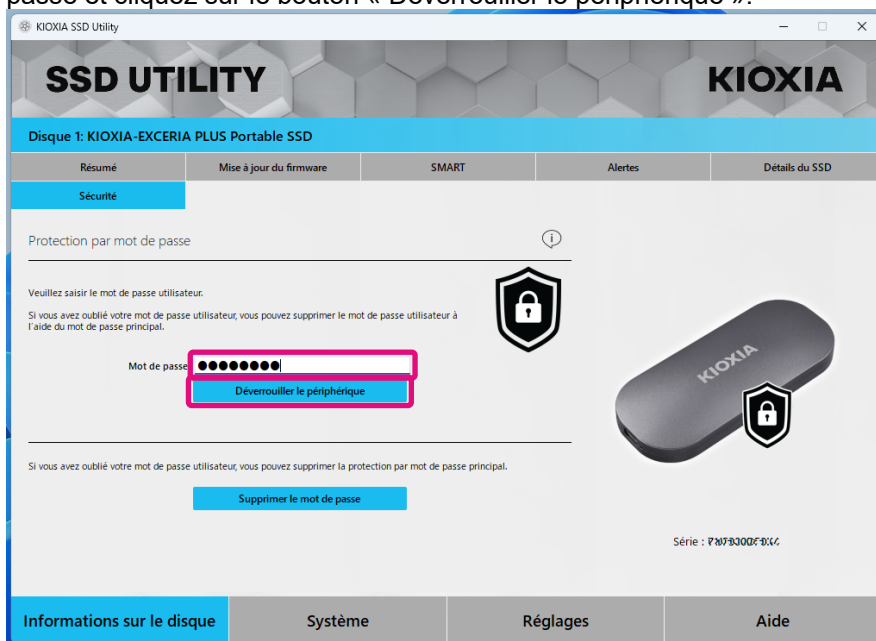 passe et cliquez sur le bouton « Déverrouiller le périphérique ».
KIOXIA SSD Utility
SSD UTILITY
KIOXIA
Disque 1: KIOXIA-EXCERIA PLUS Portable SSD
Résumé
Mise à jour du firmware
SMART
Alertes
Détails du SSD
Sécurité
Protection par mot de passe
Veuillez saisir le mot de passe utilisateur.
Si vous avez oublié votre mot de passe utilisateur, vous pouvez supprimer le mot de passe utilisateur à
l'aide du mot de passe principal.
Mot de passe
Déverrouiller le périphérique
KIOXIA
Si vous avez oublié votre mot de passe utilisateur, vous pouvez supprimer la protection par mot de passe principal.
Supprimer le mot de passe
Série :
Informations sur le disque
Système
Réglages
Aide